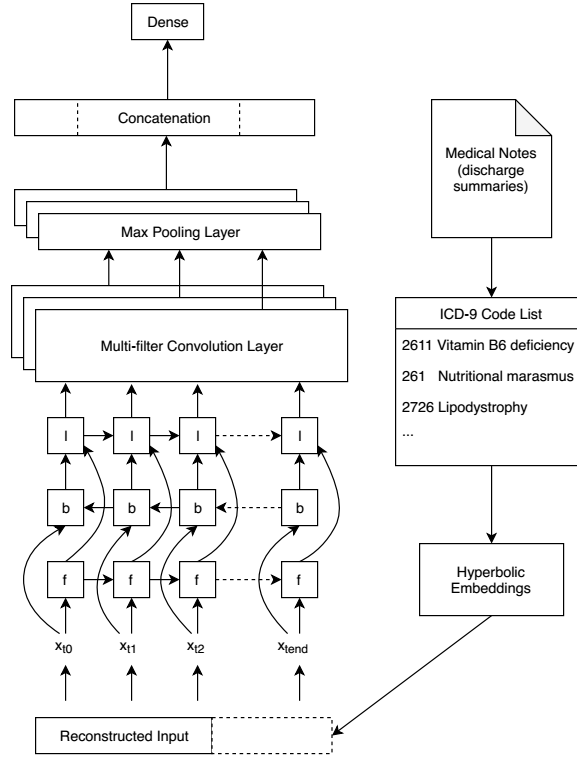 Dense
Concatenation
Max Pooling Layer
Multi-filter Convolution Layer
l l l l
b b b b
f f f f
xt0 xt1 xt2 xtend
Reconstructed Input
Medical Notes
(discharge
summaries)
ICD-9 Code List
2611 Vitamin B6 deficiency
261 Nutritional marasmus
2726 Lipodystrophy
...
Hyperbolic
Embeddings